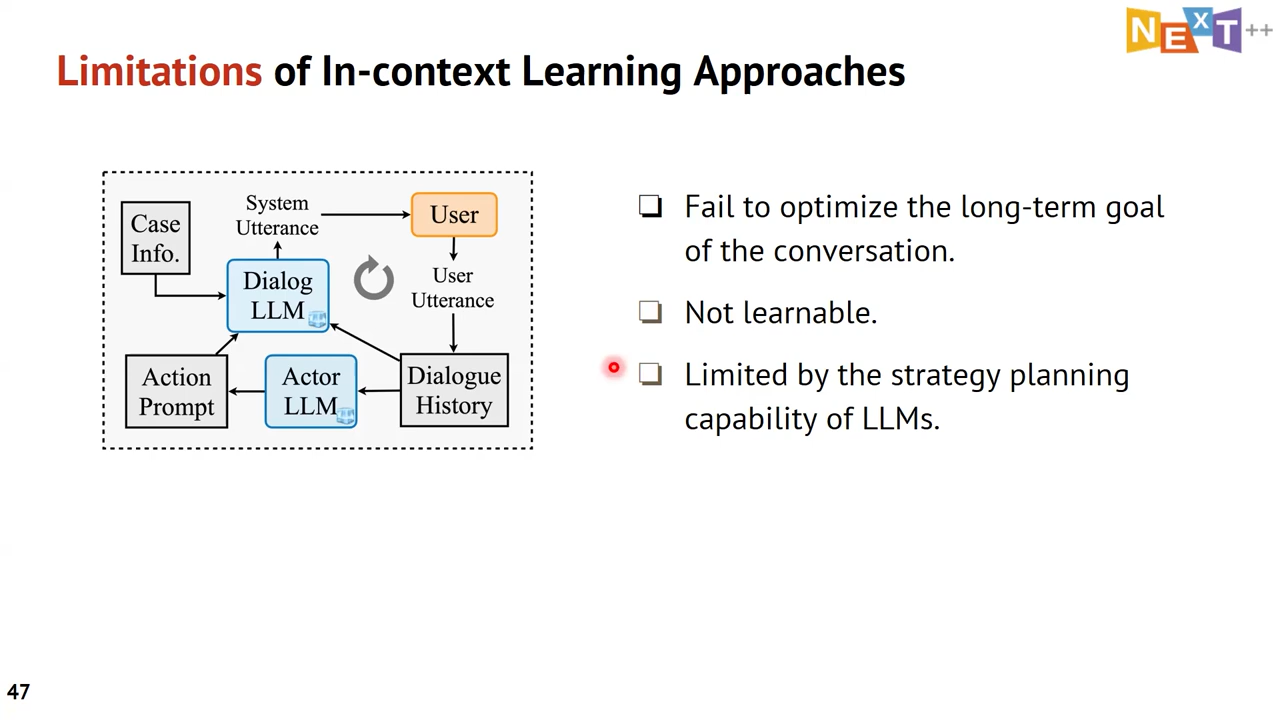 NExT++
Limitations of In-context Learning Approaches
Case
Info.
System
Utterance
User
Dialog
LLM
User
Utterance
Action
Prompt
Actor
LLM
Dialogue
History
❏ Fail to optimize the long-term goal
of the conversation.
❏ Not learnable.
❏ Limited by the strategy planning
capability of LLMs.
47